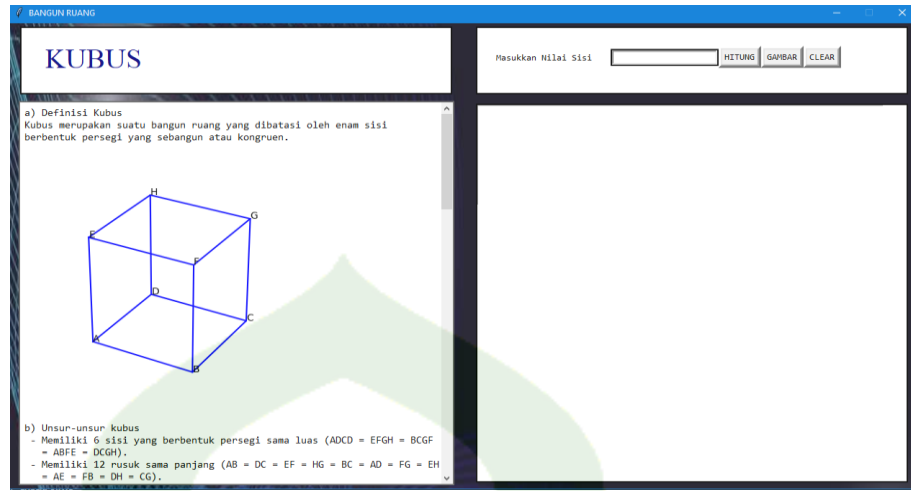 BANGUN RUANG
KUBUS
Masukkan Nilai Sisi
HITUNG
GAMBAR
CLEAR
a) Definisi Kubus
Kubus merupakan suatu bangun ruang yang dibatasi oleh enam sisi
berbentuk persegi yang sebangun atau kongruen.
H
G
E
F
D
C
A
B
b) Unsur-unsur kubus
- Memiliki 6 sisi yang berbentuk persegi sama luas (ADCD = EFGH = BCGF
= ABFE = DCGH).
- Memiliki 12 rusuk sama panjang (AB = DC = EF = HG = BC = AD = FG = EH
= AE = FB = DH = CG).